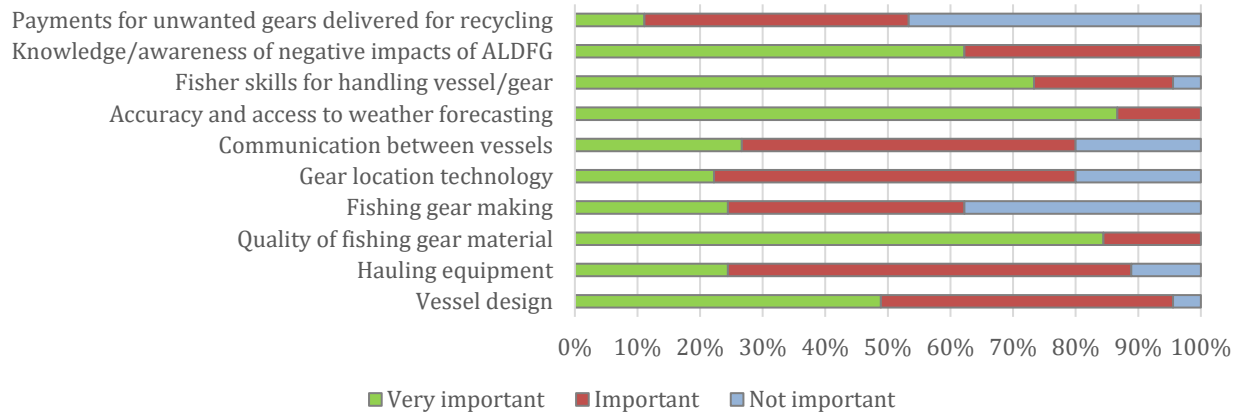 Payments for unwanted gears delivered for recycling
Knowledge/awareness of negative impacts of ALDFG
Fisher skills for handling vessel/gear
Accuracy and access to weather forecasting
Communication between vessels
Gear location technology
Fishing gear making
Quality of fishing gear material
Hauling equipment
Vessel design
0% 10% 20% 30% 40% 50% 60% 70% 80% 90% 100%
Very important Important Not important